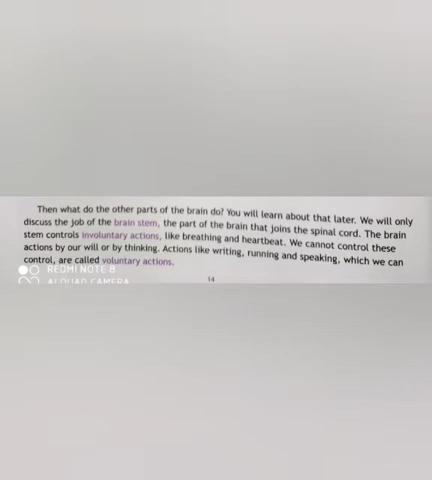 Then what do the other parts of the brain do? You will learn about that later. We will only
discuss the job of the brain stem, the part of the brain that joins the spinal cord. The brain
stem controls involuntary actions, like breathing and heartbeat. We cannot control these
actions by our will or by thinking. Actions like writing, running and speaking, which we can
control, are called voluntary actions.
REDMI NOTE 8
AI QUAD CAMERA
14